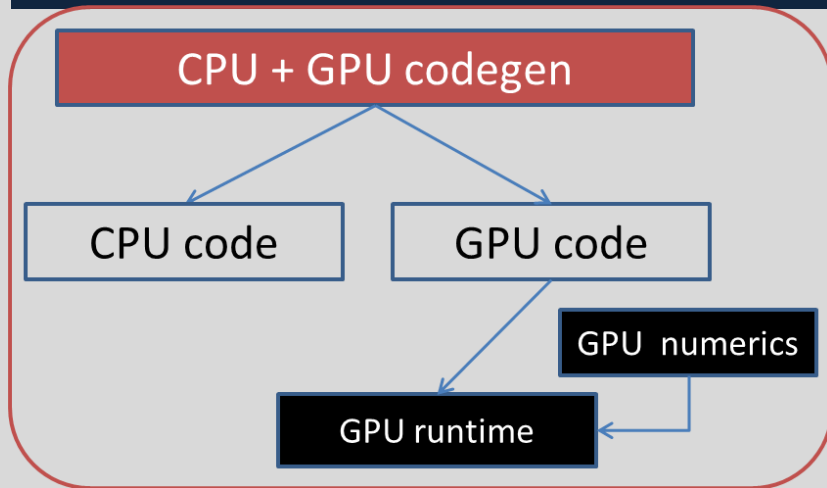 CPU + GPU codegen
CPU code
GPU code
GPU numerics
GPU runtime